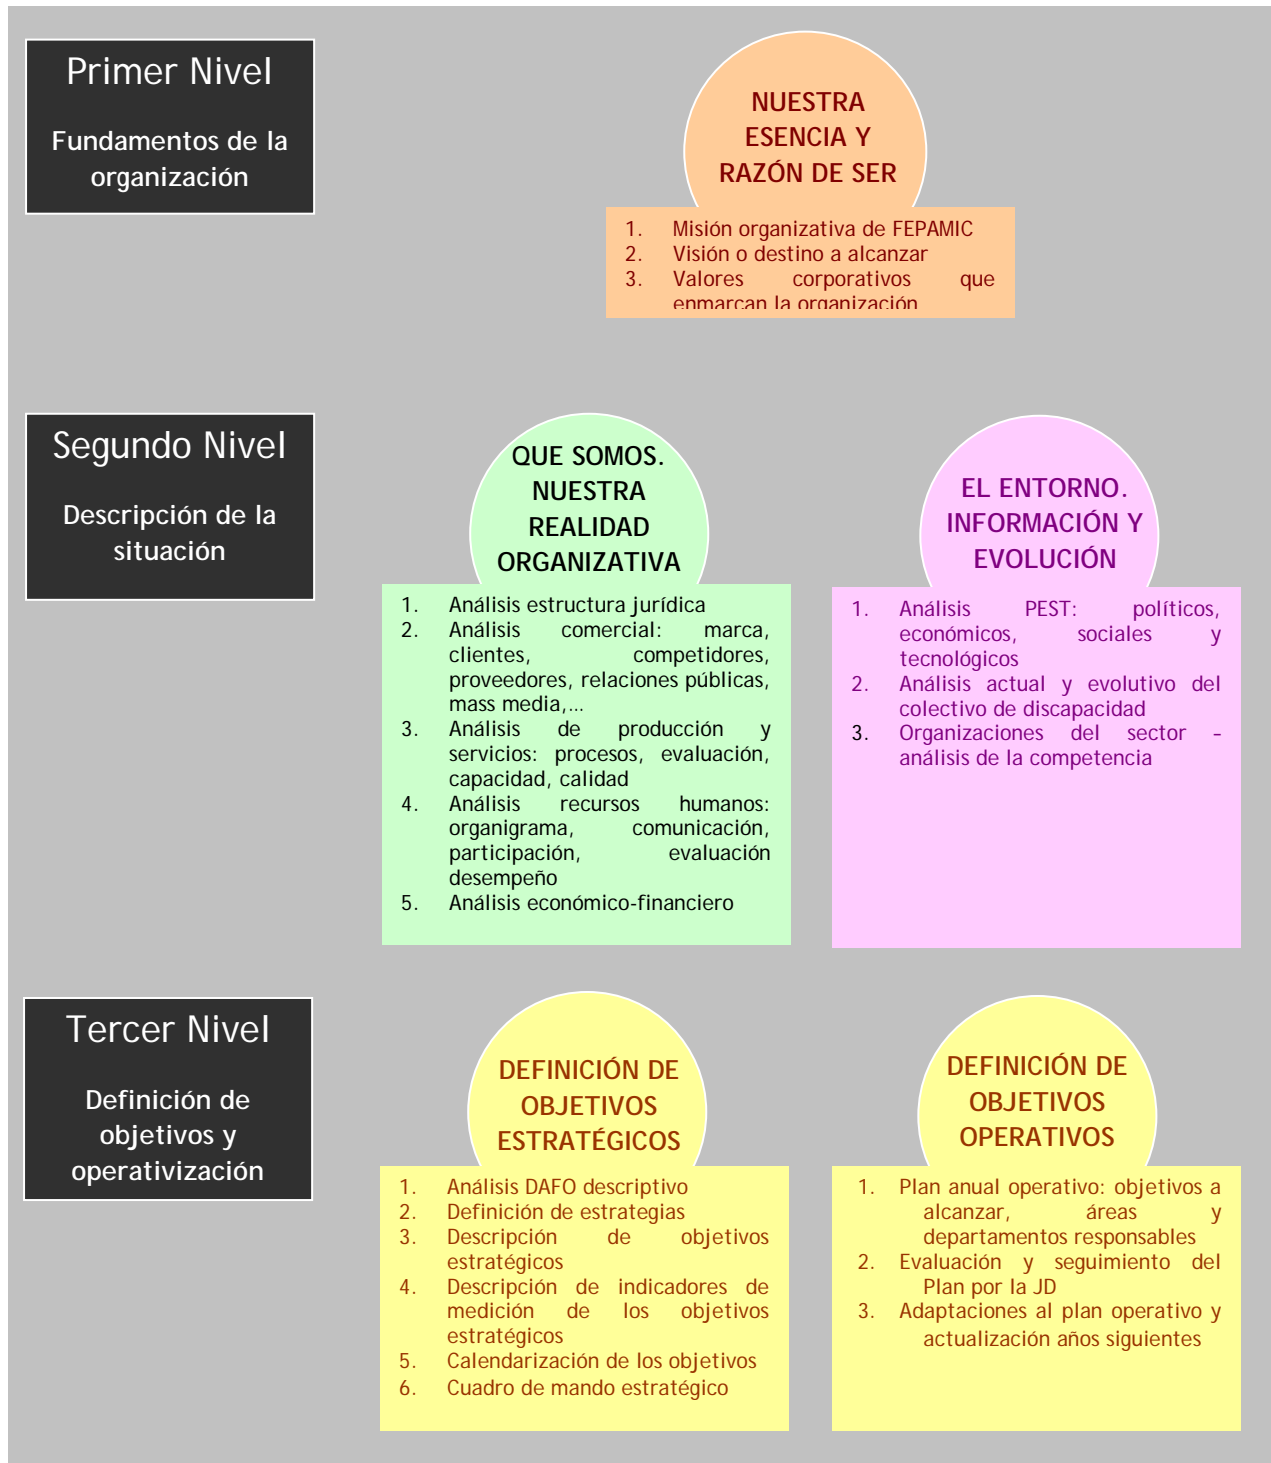 Primer Nivel
Fundamentos de la
organización
NUESTRA
ESENCIA Y
RAZÓN DE SER
1. Misión organizativa de FEPAMIC
2. Visión o destino a alcanzar
3. Valores corporativos que
enmarcan la organización
Segundo Nivel
Descripción de la
situación
QUE SOMOS.
NUESTRA
REALIDAD
ORGANIZATIVA
1. Análisis estructura jurídica
2. Análisis comercial: marca,
clientes, competidores,
proveedores, relaciones públicas,
mass media,...
3. Análisis de producción y
servicios: procesos, evaluación,
capacidad, calidad
4. Análisis recursos humanos:
organigrama, comunicación,
participación, evaluación
desempeño
5. Análisis económico-financiero
EL ENTORNO.
INFORMACIÓN Y
EVOLUCIÓN
1. Análisis PEST: políticos,
económicos, sociales y
tecnológicos
2. Análisis actual y evolutivo del
colectivo de discapacidad
3. Organizaciones del sector –
análisis de la competencia
Tercer Nivel
Definición de
objetivos y
operativización
DEFINICIÓN DE
OBJETIVOS
ESTRATÉGICOS
1. Análisis DAFO descriptivo
2. Definición de estrategias
3. Descripción de objetivos
estratégicos
4. Descripción de indicadores de
medición de los objetivos
estratégicos
5. Calendarización de los objetivos
6. Cuadro de mando estratégico
DEFINICIÓN DE
OBJETIVOS
OPERATIVOS
1. Plan anual operativo: objetivos a
alcanzar, áreas y
departamentos responsables
2. Evaluación y seguimiento del
Plan por la JD
3. Adaptaciones al plan operativo y
actualización años siguientes